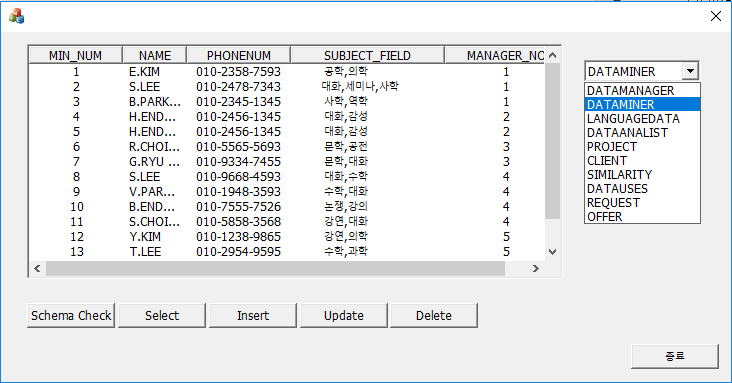 MIN_NUM NAME PHONENUM SUBJECT_FIELD MANAGER_NO
1 E.KIM 010-2358-7593 공학,의학 1
2 S.LEE 010-2478-7343 대화,세미나,사학 1
3 B.PARK... 010-2345-1345 사학,역학 1
4 H.END... 010-2456-1345 대화,감성 2
5 H.END... 010-2456-1345 대화,감성 2
6 R.CHOI... 010-5565-5693 문학,공전 3
7 G.RYU ... 010-9334-7455 문학,대화 3
8 S.LEE 010-9668-4593 대화,수학 4
9 V.PAR... 010-1948-3593 수학,대화 4
10 B.END... 010-7555-7526 논쟁,강의 4
11 S.CHOI... 010-5858-3568 강연,대화 4
12 Y.KIM 010-1238-9865 강연,의학 5
13 T.LEE 010-2954-9595 수학,과학 5
DATAMINER
DATAMANAGER
DATAMINER
LANGUAGEDATA
DATAANALIST
PROJECT
CLIENT
SIMILARITY
DATAUSES
REQUEST
OFFER
Schema Check Select Insert Update Delete
종료